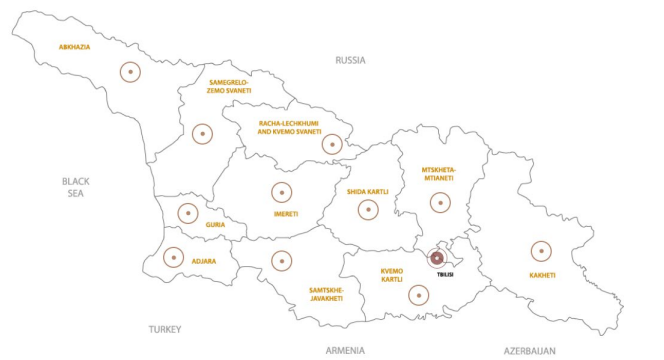 ABKHAZIA
RUSSIA
SAMEGRELO-
ZEMO SVANETI
RACHA-LECHKHUMI
AND KVEMO SVANETI
MTSKHETA-
MTIANETI
BLACK
SEA
SHIDA KARTLI
IMERETI
GURIA
ADJARA
KVEMO
KARTLI
TBILISI
KAKHETI
SAMTSKHE-
JAVAKHETI
TURKEY
ARMENIA
AZERBAIJAN